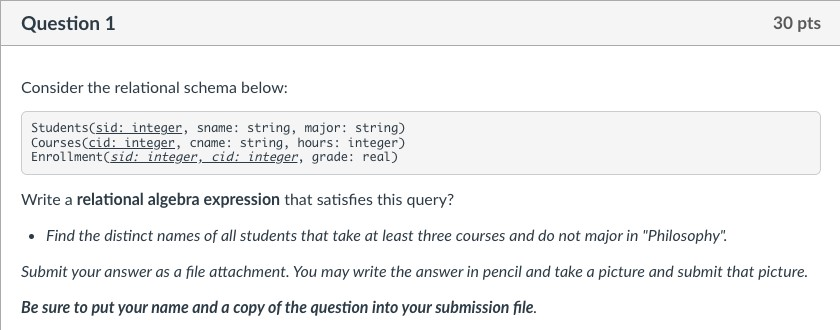 Question 1
30 pts
Consider the relational schema below:
Students(sid: integer, sname: string, major: string)
Courses(cid: integer, cname: string, hours: integer)
Enrollment(sid: integer, cid: integer, grade: real)
Write a relational algebra expression that satisfies this query?
• Find the distinct names of all students that take at least three courses and do not major in "Philosophy".
Submit your answer as a file attachment. You may write the answer in pencil and take a picture and submit that picture.
Be sure to put your name and a copy of the question into your submission file.